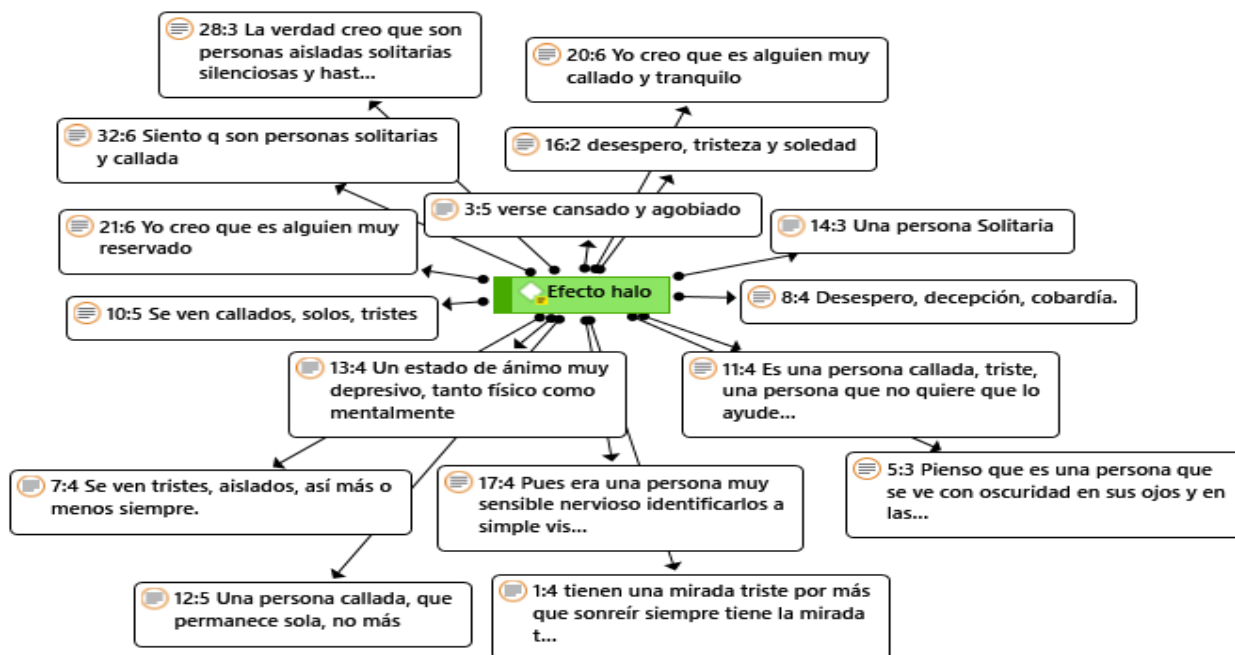 28:3 La verdad creo que son
personas aisladas solitarias
silenciosas y hast...
20:6 Yo creo que es alguien muy
callado y tranquilo
32:6 Siento q son personas solitarias
y callada
16:2 desespero, tristeza y soledad
3:5 verse cansado y agobiado
21:6 Yo creo que es alguien muy
reservado
14:3 Una persona Solitaria
Efecto halo
8:4 Desespero, decepción, cobardía.
10:5 Se ven callados, solos, tristes
13:4 Un estado de ánimo muy
depresivo, tanto físico como
mentalmente
11:4 Es una persona callada, triste,
una persona que no quiere que lo
ayude...
5:3 Pienso que es una persona que
se ve con oscuridad en sus ojos y en
las...
7:4 Se ven tristes, aislados, así más o
menos siempre.
17:4 Pues era una persona muy
sensible nervioso identificarlos a
simple vis...
12:5 Una persona callada, que
permanece sola, no más
1:4 tienen una mirada triste por más
que sonreír siempre tiene la mirada
t...